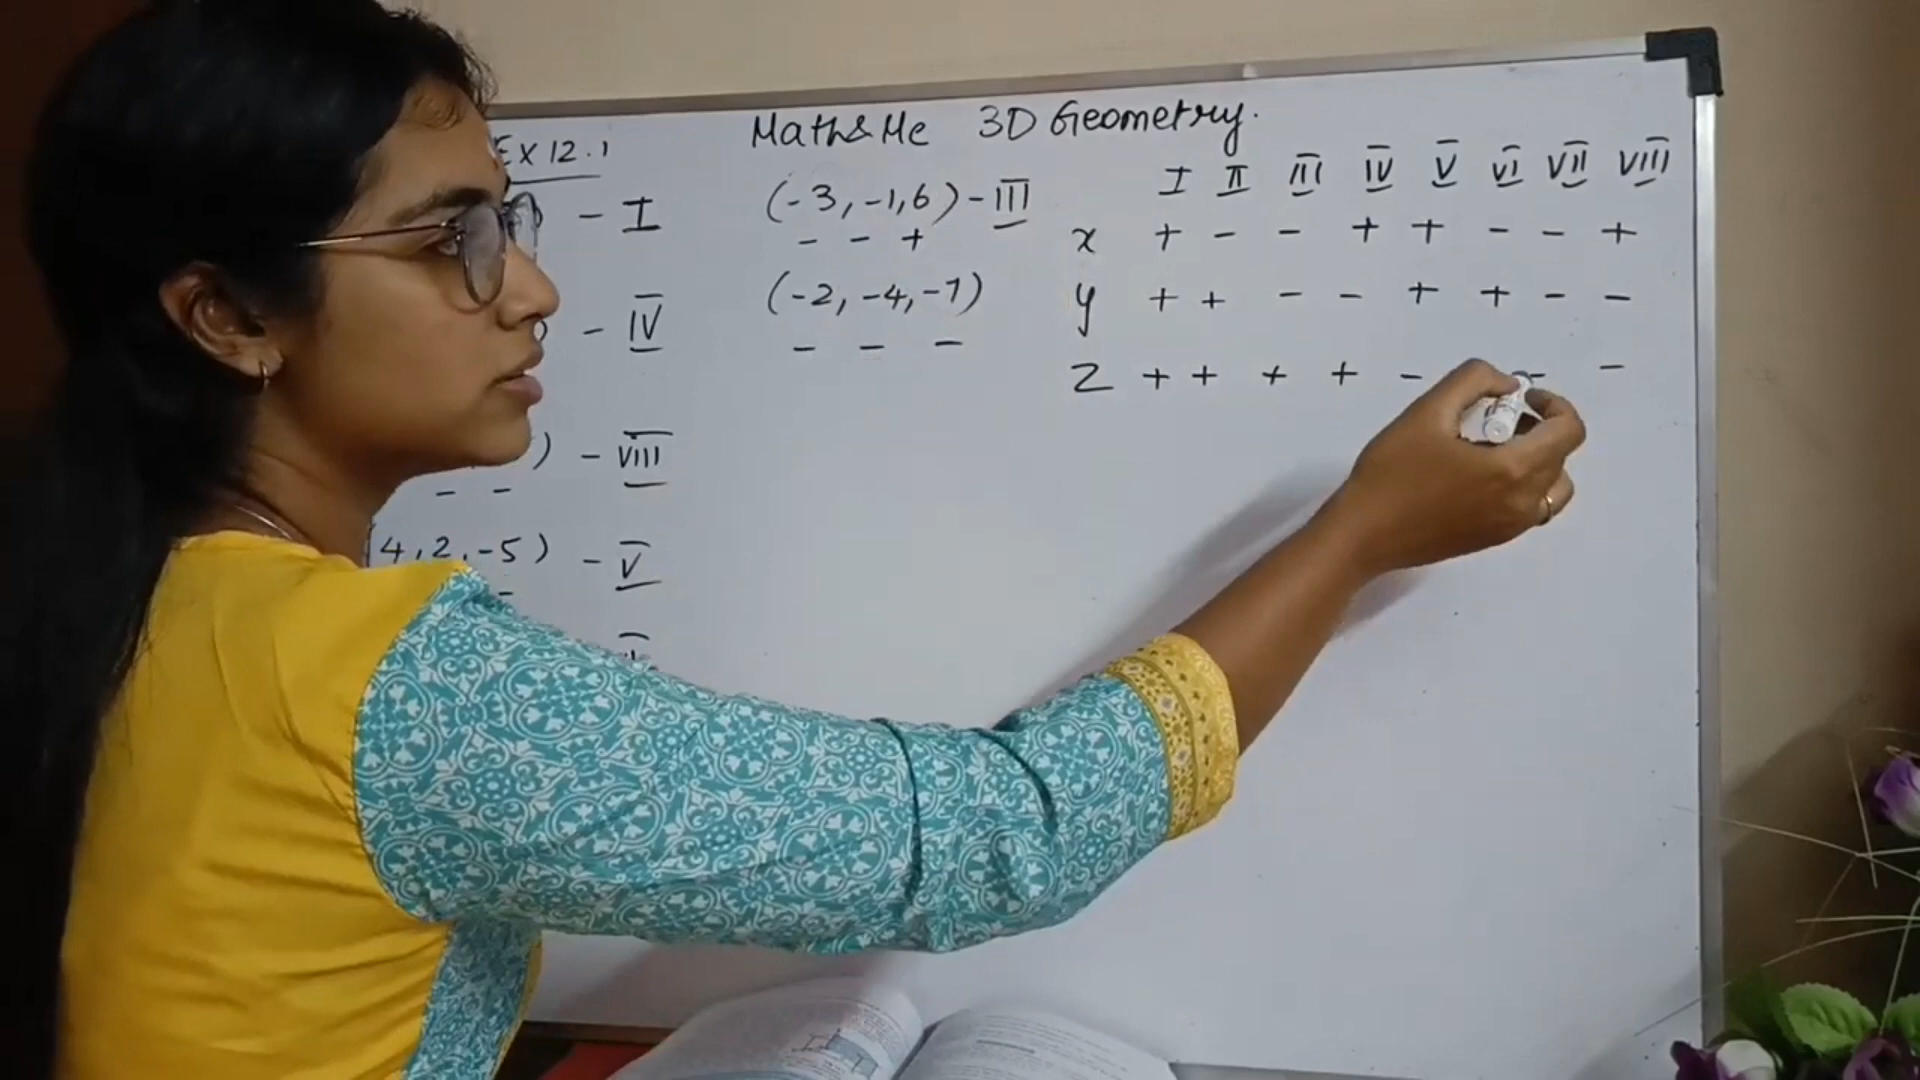 Math&Me 3D Geometry.
Ex 12.1
- I
- IV
) - VIII
- -
(4, 2, -5) - V
-
(-3, -1, 6) - III
- - +
(-2, -4, -7)
- - -
I II III IV V VI VII VIII
x + - - + + - - +
y + + - - + + - -
z + + + + - - -